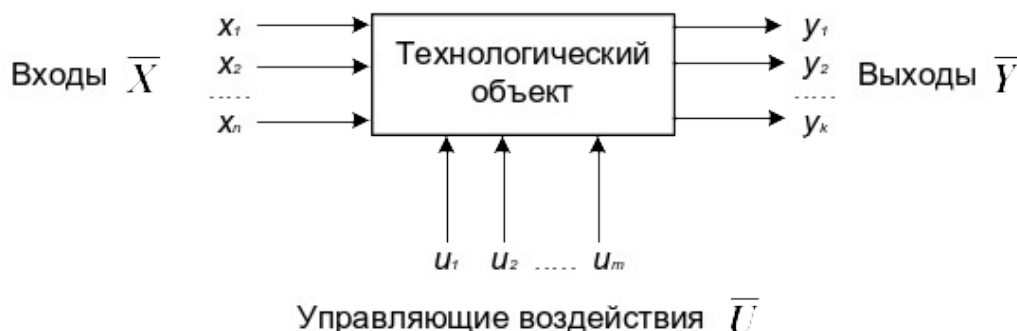 x₁ Технологический y₁
Входы X̅ x₂ объект y₂ Выходы Y̅
..... .....
xₙ yₖ
u₁ u₂ ..... uₘ
Управляющие воздействия U̅